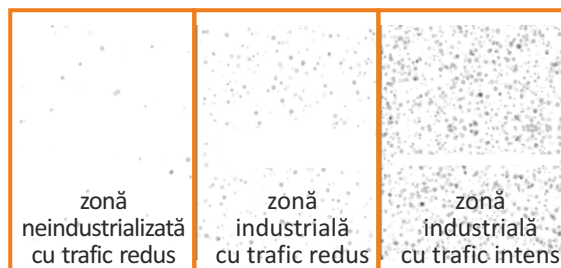 zonă
neindustrializată
cu trafic redus
zonă
industrială
cu trafic redus
zonă
industrială
cu trafic intens